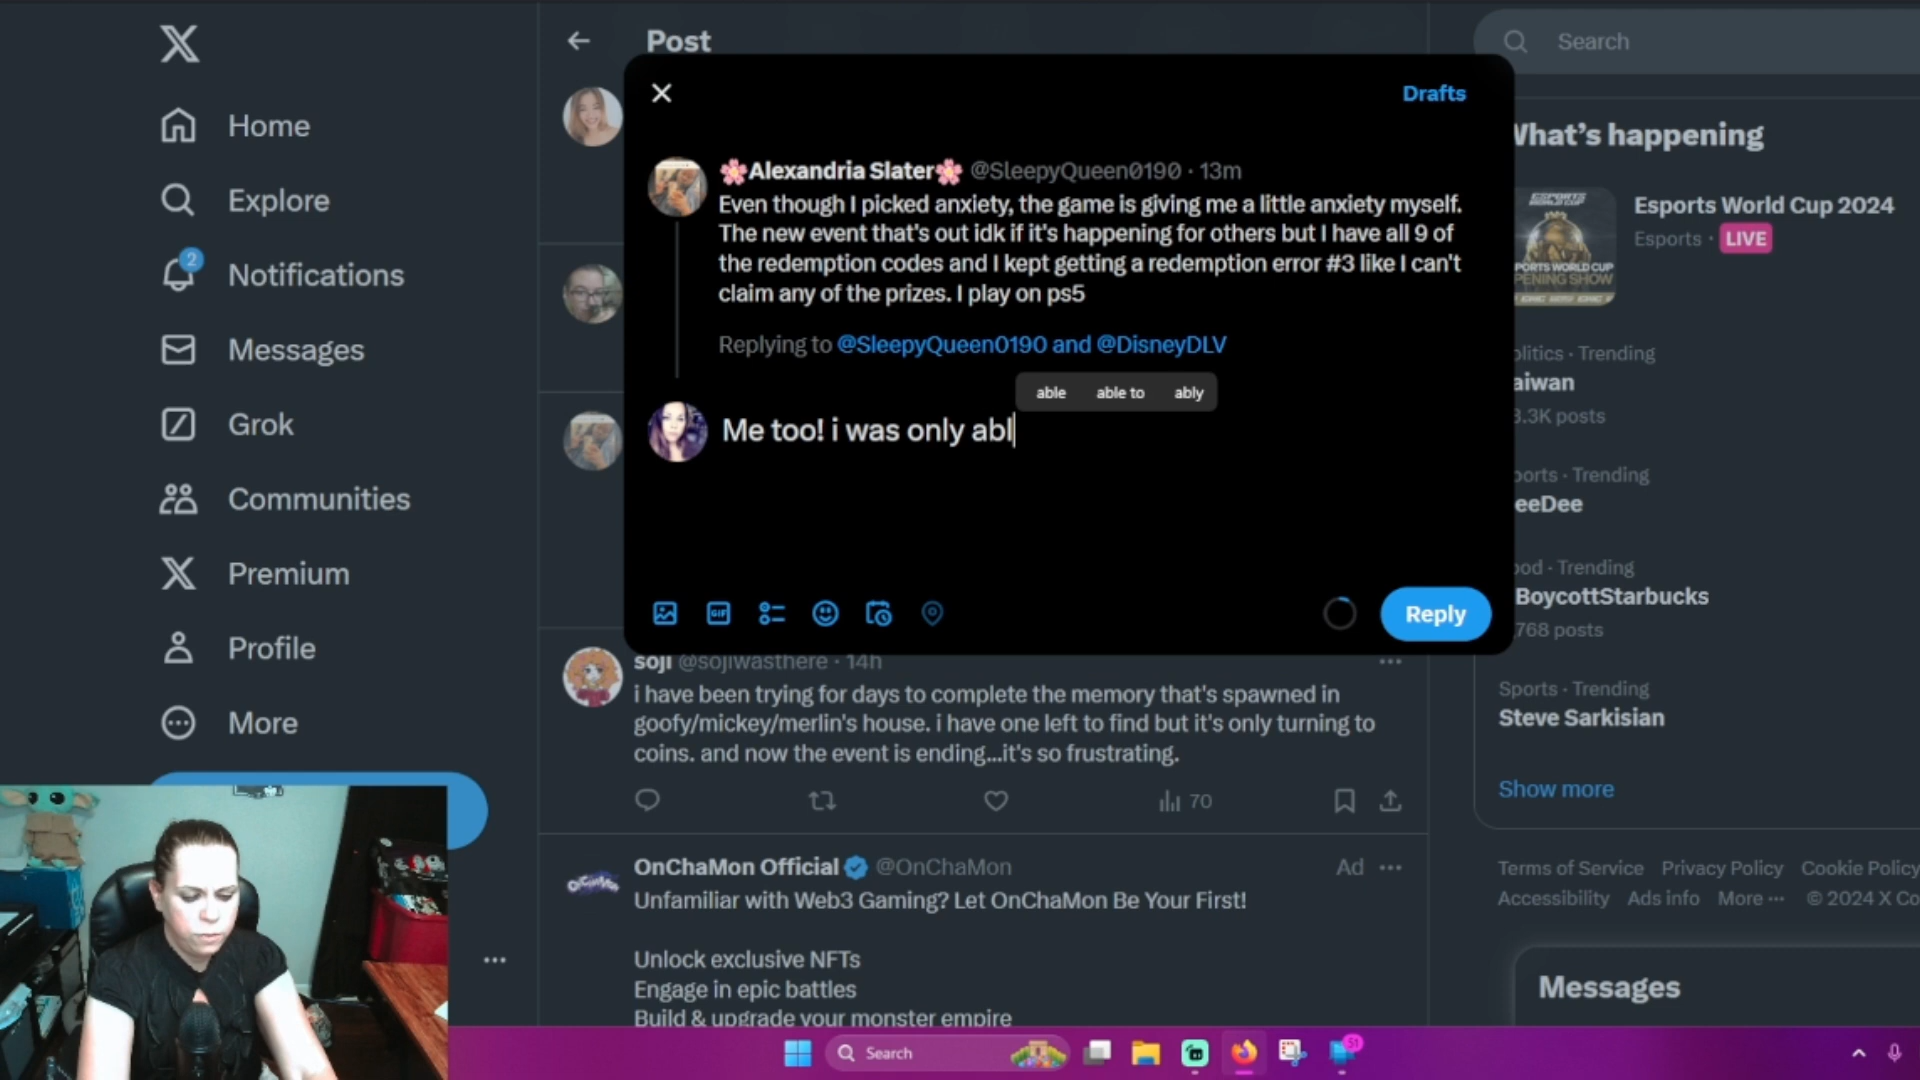 Home
Explore
2
Notifications
Messages
Grok
Communities
Premium
Profile
More
Post
Drafts
🌸Alexandria Slater🌸 @SleepyQueen0190 · 13m
Even though I picked anxiety, the game is giving me a little anxiety myself.
The new event that's out idk if it's happening for others but I have all 9 of
the redemption codes and I kept getting a redemption error #3 like I can't
claim any of the prizes. I play on ps5
Replying to @SleepyQueen0190 and @DisneyDLV
able able to ably
Me too! i was only abl
GIF
Reply
soji @sojiwasthere · 14h
i have been trying for days to complete the memory that's spawned in
goofy/mickey/merlin's house. i have one left to find but it's only turning to
coins. and now the event is ending...it's so frustrating.
70
OnChaMon Official @OnChaMon Ad
Unfamiliar with Web3 Gaming? Let OnChaMon Be Your First!
Unlock exclusive NFTs
Engage in epic battles
Build & upgrade your monster empire
Search
What's happening
Esports World Cup 2024
Esports · LIVE
olitics · Trending
aiwan
3.3K posts
ports · Trending
eeDee
ood · Trending
BoycottStarbucks
768 posts
Sports · Trending
Steve Sarkisian
Show more
Terms of Service Privacy Policy Cookie Policy
Accessibility Ads info More ··· © 2024 X Co
Messages
Search
51